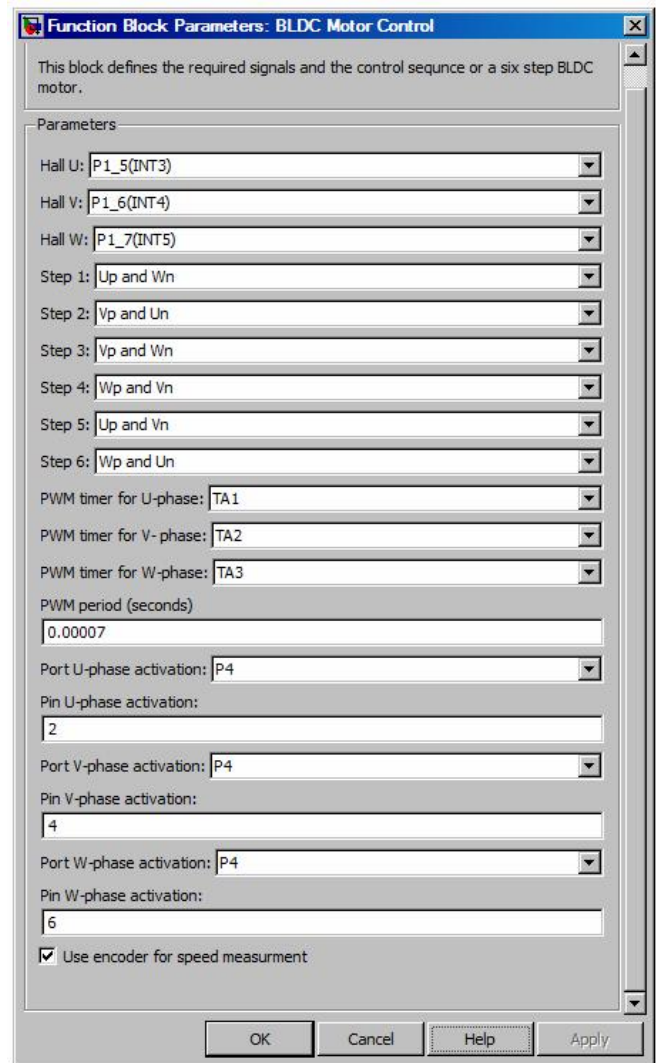 Function Block Parameters: BLDC Motor Control
This block defines the required signals and the control sequnce or a six step BLDC
motor.
Parameters
Hall U: P1_5(INT3)
Hall V: P1_6(INT4)
Hall W: P1_7(INT5)
Step 1: Up and Wn
Step 2: Vp and Un
Step 3: Vp and Wn
Step 4: Wp and Vn
Step 5: Up and Vn
Step 6: Wp and Un
PWM timer for U-phase: TA1
PWM timer for V- phase: TA2
PWM timer for W-phase: TA3
PWM period (seconds)
0.00007
Port U-phase activation: P4
Pin U-phase activation:
2
Port V-phase activation: P4
Pin V-phase activation:
4
Port W-phase activation: P4
Pin W-phase activation:
6
Use encoder for speed measurment
OK Cancel Help Apply